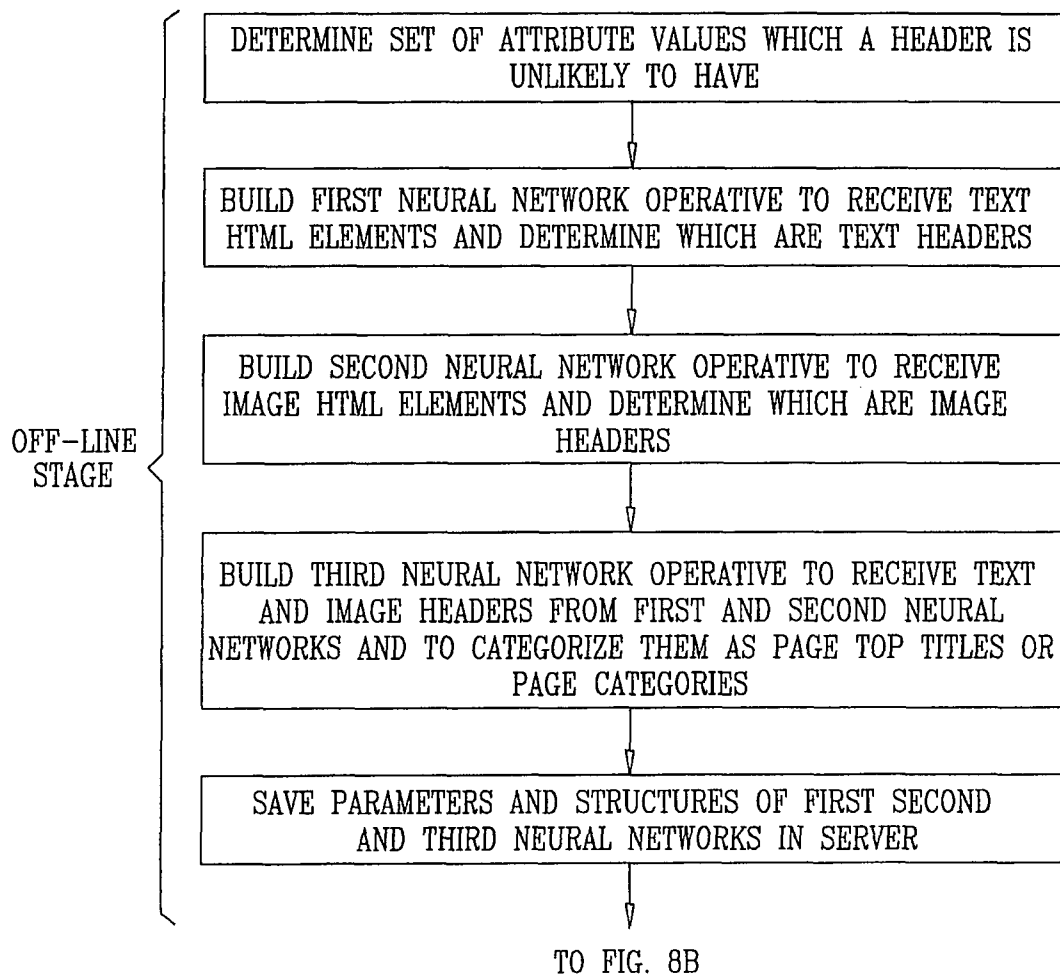 DETERMINE SET OF ATTRIBUTE VALUES WHICH A HEADER IS
UNLIKELY TO HAVE
BUILD FIRST NEURAL NETWORK OPERATIVE TO RECEIVE TEXT
HTML ELEMENTS AND DETERMINE WHICH ARE TEXT HEADERS
BUILD SECOND NEURAL NETWORK OPERATIVE TO RECEIVE
IMAGE HTML ELEMENTS AND DETERMINE WHICH ARE IMAGE
HEADERS
OFF-LINE
STAGE
BUILD THIRD NEURAL NETWORK OPERATIVE TO RECEIVE TEXT
AND IMAGE HEADERS FROM FIRST AND SECOND NEURAL
NETWORKS AND TO CATEGORIZE THEM AS PAGE TOP TITLES OR
PAGE CATEGORIES
SAVE PARAMETERS AND STRUCTURES OF FIRST SECOND
AND THIRD NEURAL NETWORKS IN SERVER
TO FIG. 8B